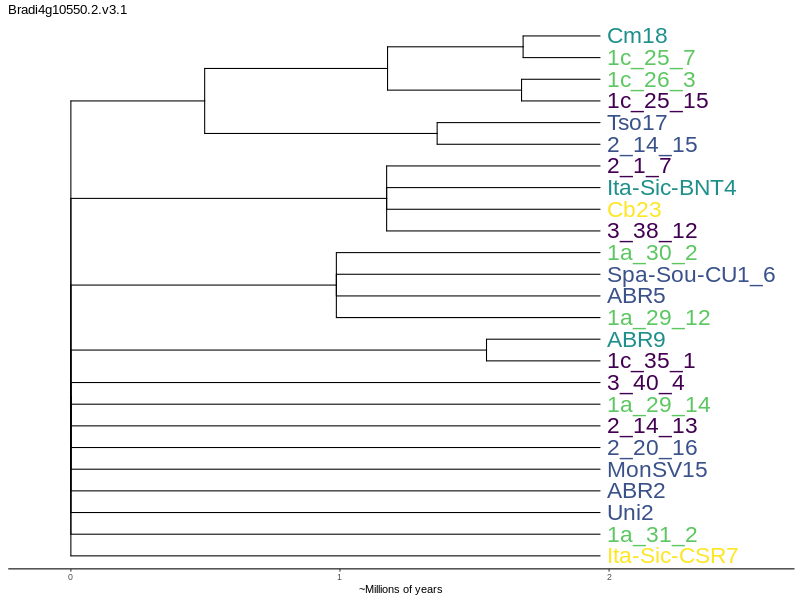 Bradi4g10550.2.v3.1
Cm18
1c_25_7
1c_26_3
1c_25_15
Tso17
2_14_15
2_1_7
Ita-Sic-BNT4
Cb23
3_38_12
1a_30_2
Spa-Sou-CU1_6
ABR5
1a_29_12
ABR9
1c_35_1
3_40_4
1a_29_14
2_14_13
2_20_16
MonSV15
ABR2
Uni2
1a_31_2
Ita-Sic-CSR7
0 1 2
~Millions of years